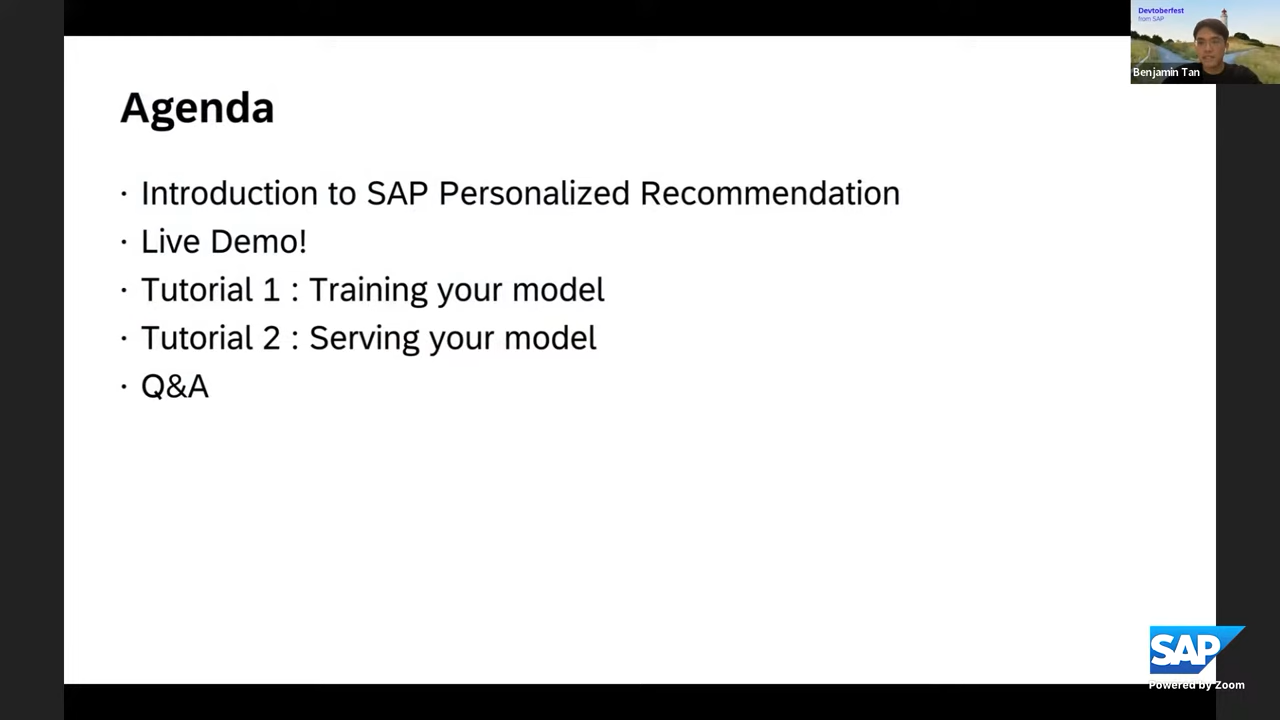 Devtoberfest
from SAP
Benjamin Tan
Agenda
· Introduction to SAP Personalized Recommendation
· Live Demo!
· Tutorial 1 : Training your model
· Tutorial 2 : Serving your model
· Q&A
SAP
Powered by Zoom